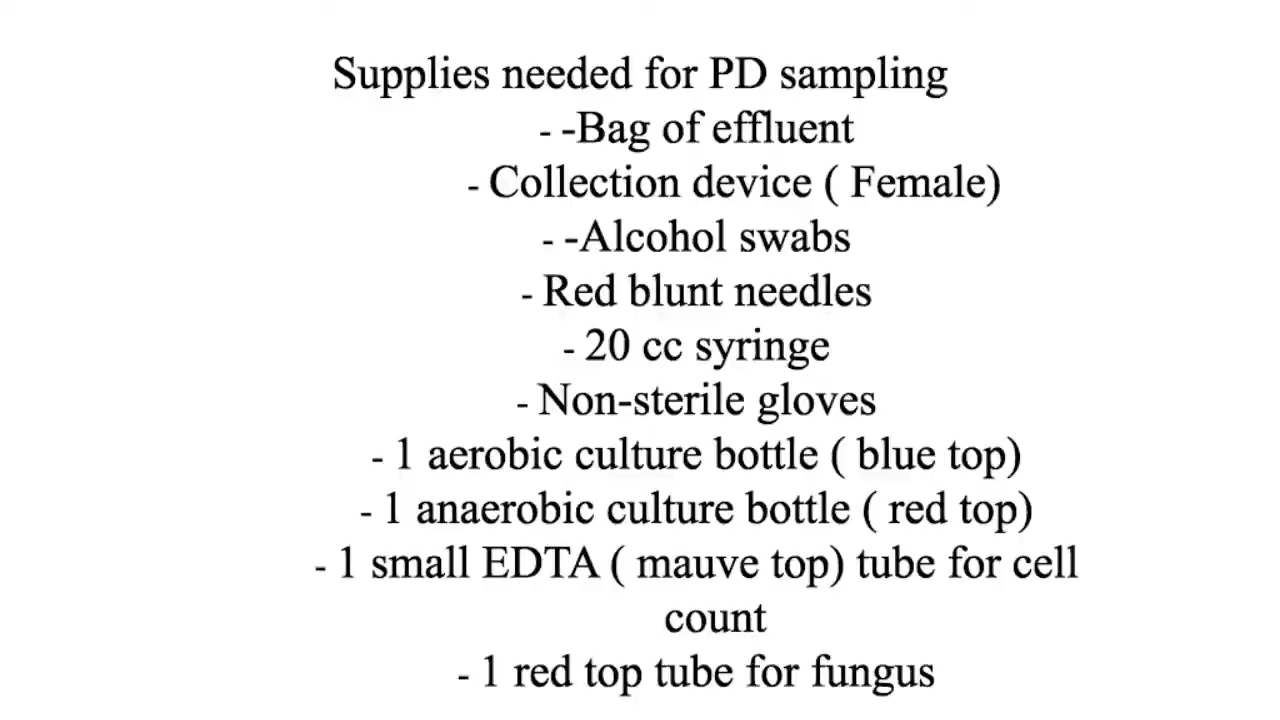 Supplies needed for PD sampling
- -Bag of effluent
- Collection device ( Female)
- -Alcohol swabs
- Red blunt needles
- 20 cc syringe
- Non-sterile gloves
- 1 aerobic culture bottle ( blue top)
- 1 anaerobic culture bottle ( red top)
- 1 small EDTA ( mauve top) tube for cell
count
- 1 red top tube for fungus